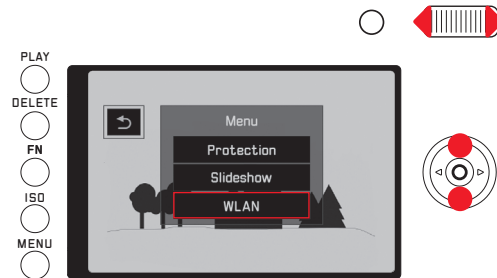 PLAY
DELETE
FN
ISO
MENU
Menu
Protection
Slideshow
WLAN